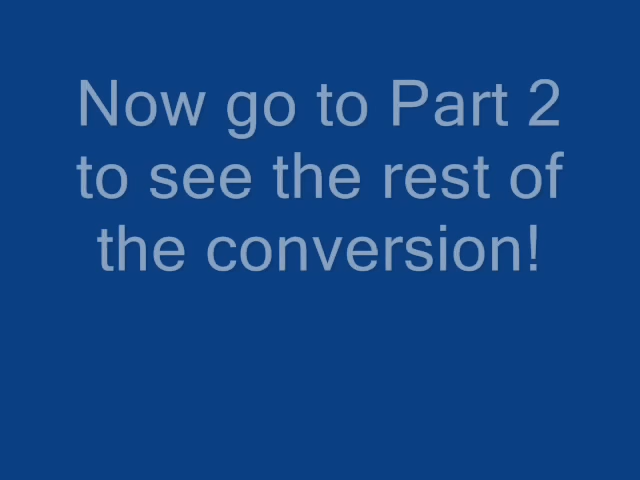 Now go to Part 2
to see the rest of
the conversion!